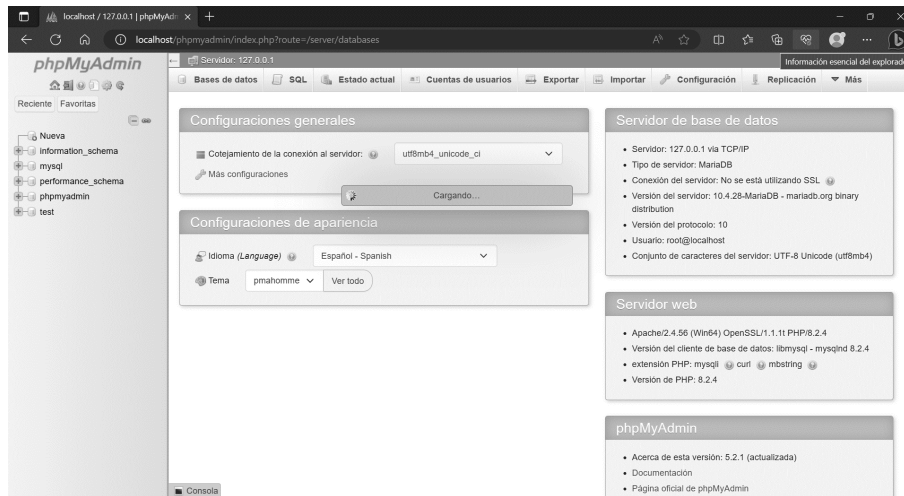 localhost / 127.0.0.1 | phpMyAdm
localhost/phpmyadmin/index.php?route=/server/databases
Información esencial del explorado
phpMyAdmin
Reciente Favoritas
Nueva
information_schema
mysql
performance_schema
phpmyadmin
test
Servidor: 127.0.0.1
Bases de datos SQL Estado actual Cuentas de usuarios Exportar Importar Configuración Replicación Más
Configuraciones generales
Cotejamiento de la conexión al servidor: utf8mb4_unicode_ci
Más configuraciones
Cargando...
Configuraciones de apariencia
Idioma (Language) Español - Spanish
Tema pmahomme Ver todo
Servidor de base de datos
• Servidor: 127.0.0.1 via TCP/IP
• Tipo de servidor: MariaDB
• Conexión del servidor: No se está utilizando SSL
• Versión del servidor: 10.4.28-MariaDB - mariadb.org binary
distribution
• Versión del protocolo: 10
• Usuario: root@localhost
• Conjunto de caracteres del servidor: UTF-8 Unicode (utf8mb4)
Servidor web
• Apache/2.4.56 (Win64) OpenSSL/1.1.1t PHP/8.2.4
• Versión del cliente de base de datos: libmysql - mysqlnd 8.2.4
• extensión PHP: mysqli curl mbstring
• Versión de PHP: 8.2.4
phpMyAdmin
• Acerca de esta versión: 5.2.1 (actualizada)
• Documentación
• Página oficial de phpMyAdmin
Consola